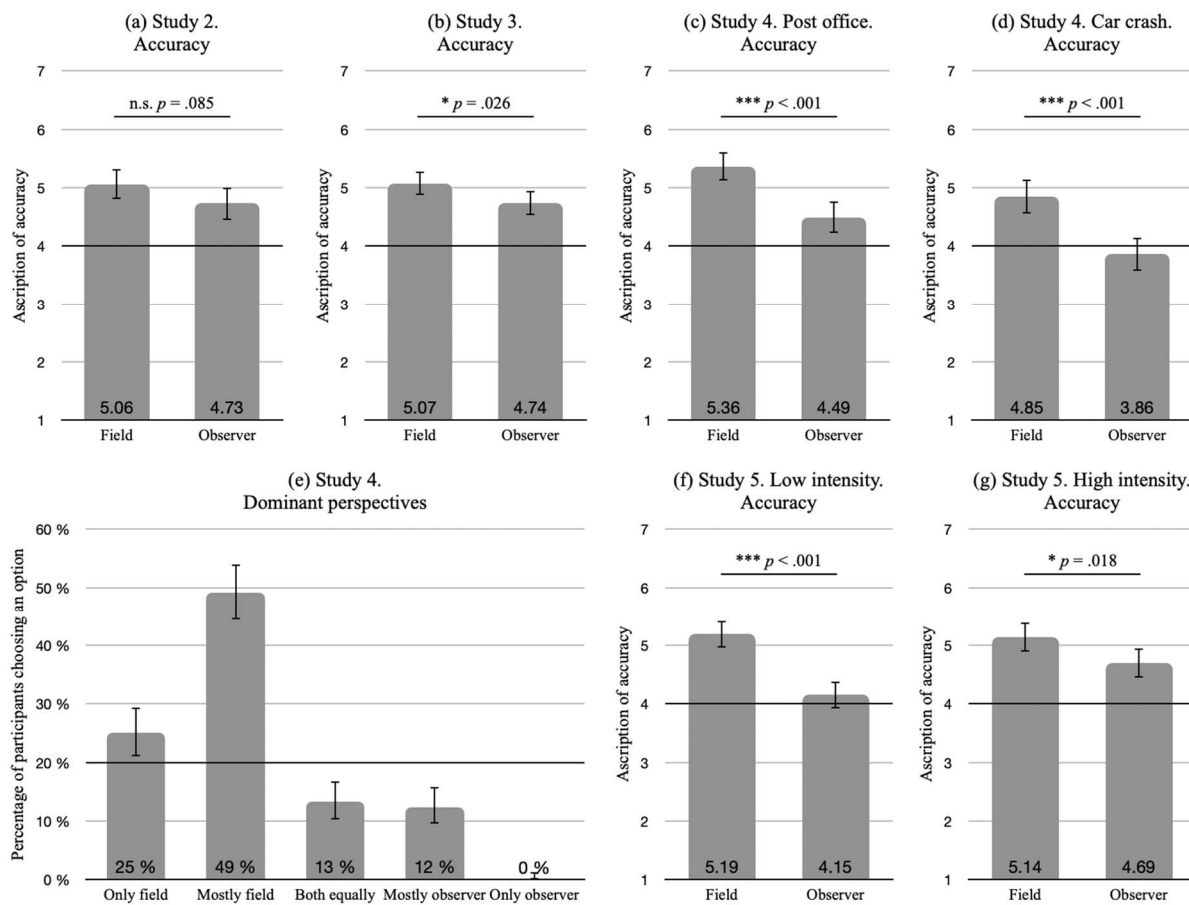 (a) Study 2.
Accuracy
7
n.s. p = .085
6
5
4
3
2
1
Ascription of accuracy
5.06
4.73
Field
Observer
(b) Study 3.
Accuracy
7
* p = .026
6
5
4
3
2
1
Ascription of accuracy
5.07
4.74
Field
Observer
(c) Study 4. Post office.
Accuracy
7
*** p < .001
6
5
4
3
2
1
Ascription of accuracy
5.36
4.49
Field
Observer
(d) Study 4. Car crash.
Accuracy
7
*** p < .001
6
5
4
3
2
1
Ascription of accuracy
4.85
3.86
Field
Observer
(e) Study 4.
Dominant perspectives
60 %
50 %
40 %
30 %
20 %
10 %
0 %
Percentage of participants choosing an option
25 %
49 %
13 %
12 %
0 %
Only field
Mostly field
Both equally
Mostly observer
Only observer
(f) Study 5. Low intensity.
Accuracy
7
*** p < .001
6
5
4
3
2
1
Ascription of accuracy
5.19
4.15
Field
Observer
(g) Study 5. High intensity.
Accuracy
7
* p = .018
6
5
4
3
2
1
Ascription of accuracy
5.14
4.69
Field
Observer